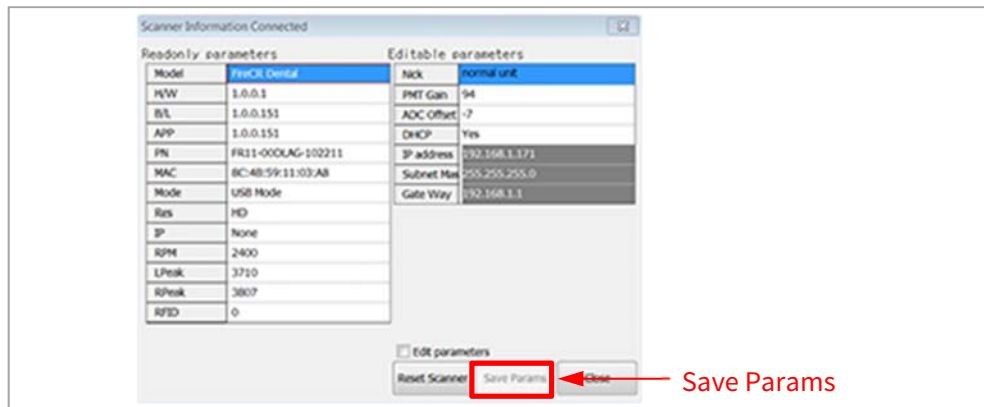 Scanner Information Connected
Readonly parameters
Model FireCR Dental
H/W 1.0.0.1
B/L 1.0.0.151
APP 1.0.0.151
PN FR11-00DLAG-102211
MAC 8C:48:59:11:03:A8
Mode USB Mode
Res HD
IP None
RPM 2400
LPeak 3710
RPeak 3807
RFID 0
Editable parameters
Nick normal unit
PMT Gain 94
ADC Offset -7
DHCP Yes
IP address 192.168.1.171
Subnet Mas 255.255.255.0
Gate Way 192.168.1.1
Edit parameters
Reset Scanner Save Params Close
Save Params